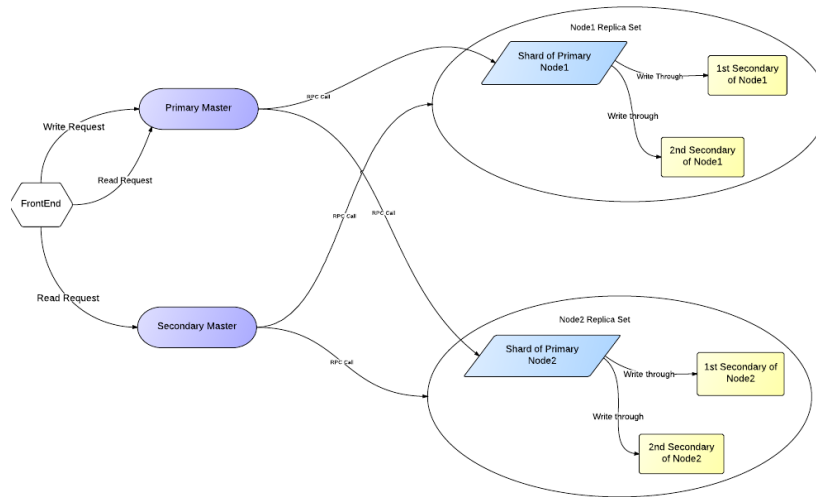 Node1 Replica Set
Shard of Primary
Node1
1st Secondary
of Node1
Write Through
Write through
2nd Secondary
of Node1
RPC Call
Primary Master
Write Request
Read Request
FrontEnd
RPC Call
RPC Call
Read Request
Secondary Master
RPC Call
Node2 Replica Set
Shard of Primary
Node2
1st Secondary of
Node2
Write through
Write through
2nd Secondary
of Node2